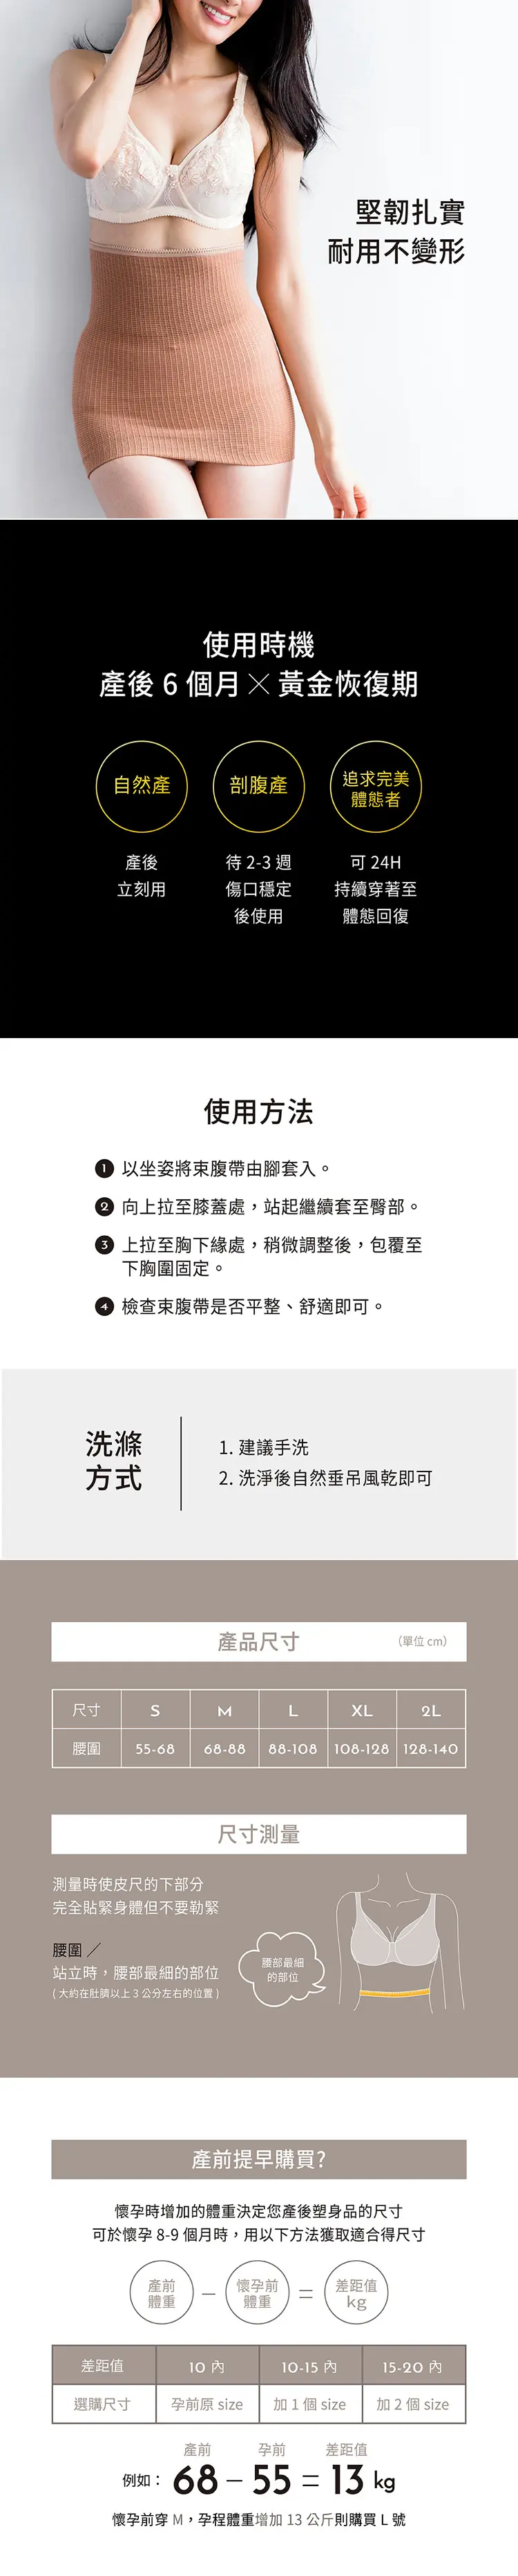 堅韌扎實
耐用不變形
使用時機
產後 6 個月 × 黃金恢復期
自然產
剖腹產
追求完美
體態者
產後
立刻用
待 2-3 週
傷口穩定
後使用
可 24H
持續穿著至
體態回復
使用方法
1 以坐姿將束腹帶由腳套入。
2 向上拉至膝蓋處，站起繼續套至臀部。
3 上拉至胸下緣處，稍微調整後，包覆至
下胸圍固定。
4 檢查束腹帶是否平整、舒適即可。
洗滌
方式
1. 建議手洗
2. 洗淨後自然垂吊風乾即可
產品尺寸 （單位 cm）
尺寸 S M L XL 2L
腰圍 55-68 68-88 88-108 108-128 128-140
尺寸測量
測量時使皮尺的下部分
完全貼緊身體但不要勒緊
腰圍／
站立時，腰部最細的部位
( 大約在肚臍以上 3 公分左右的位置 )
腰部最細
的部位
產前提早購買?
懷孕時增加的體重決定您產後塑身品的尺寸
可於懷孕 8-9 個月時，用以下方法獲取適合得尺寸
產前
體重
－
懷孕前
體重
＝
差距值
kg
差距值 10 內 10-15 內 15-20 內
選購尺寸 孕前原 size 加 1 個 size 加 2 個 size
產前 孕前 差距值
例如： 68 － 55 ＝ 13 kg
懷孕前穿 M，孕程體重增加 13 公斤則購買 L 號